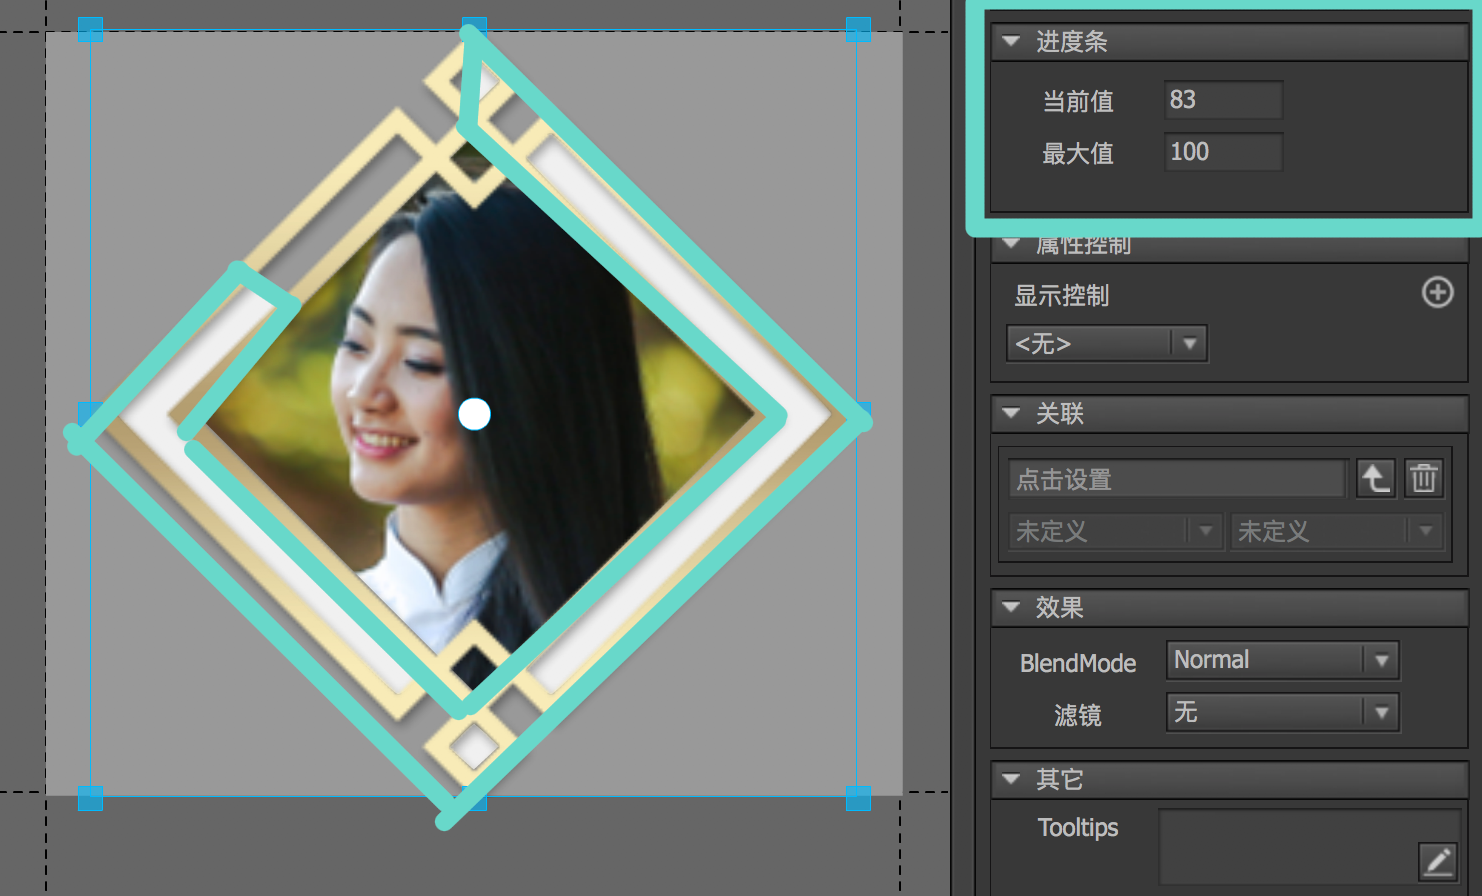 进度条
当前值 83
最大值 100
属性控制
显示控制
<无>
关联
点击设置
未定义 未定义
效果
BlendMode Normal
滤镜 无
其它
Tooltips